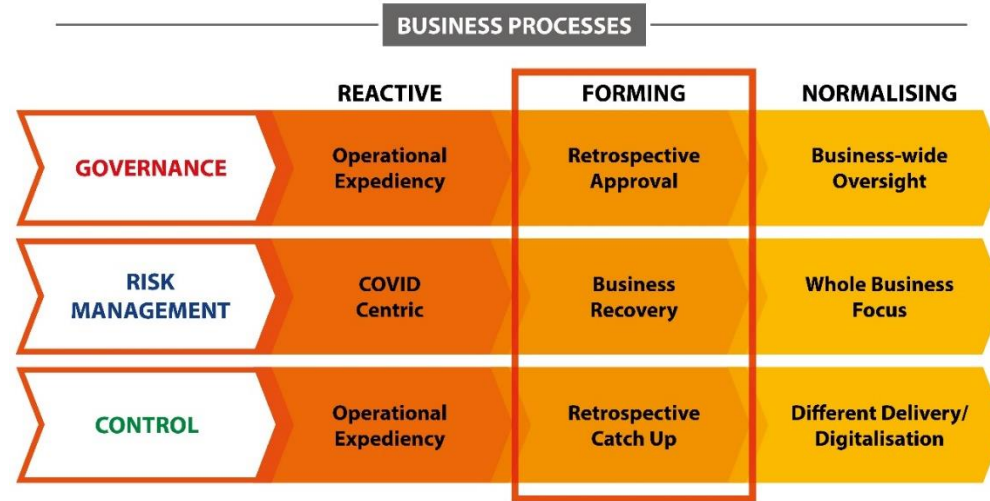 BUSINESS PROCESSES
REACTIVE FORMING NORMALISING
GOVERNANCE
Operational
Expediency
Retrospective
Approval
Business-wide
Oversight
RISK
MANAGEMENT
COVID
Centric
Business
Recovery
Whole Business
Focus
CONTROL
Operational
Expediency
Retrospective
Catch Up
Different Delivery/
Digitalisation